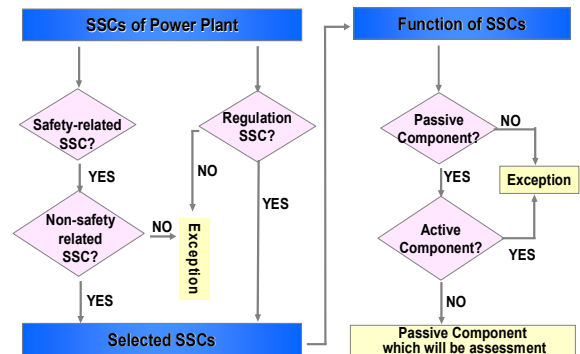 SSCs of Power Plant
Safety-related
SSC?
YES
Non-safety
related
SSC?
NO
YES
Regulation
SSC?
NO
YES
Exception
Selected SSCs
Function of SSCs
Passive
Component?
NO
YES
Exception
Active
Component?
YES
NO
Passive Component
which will be assessment